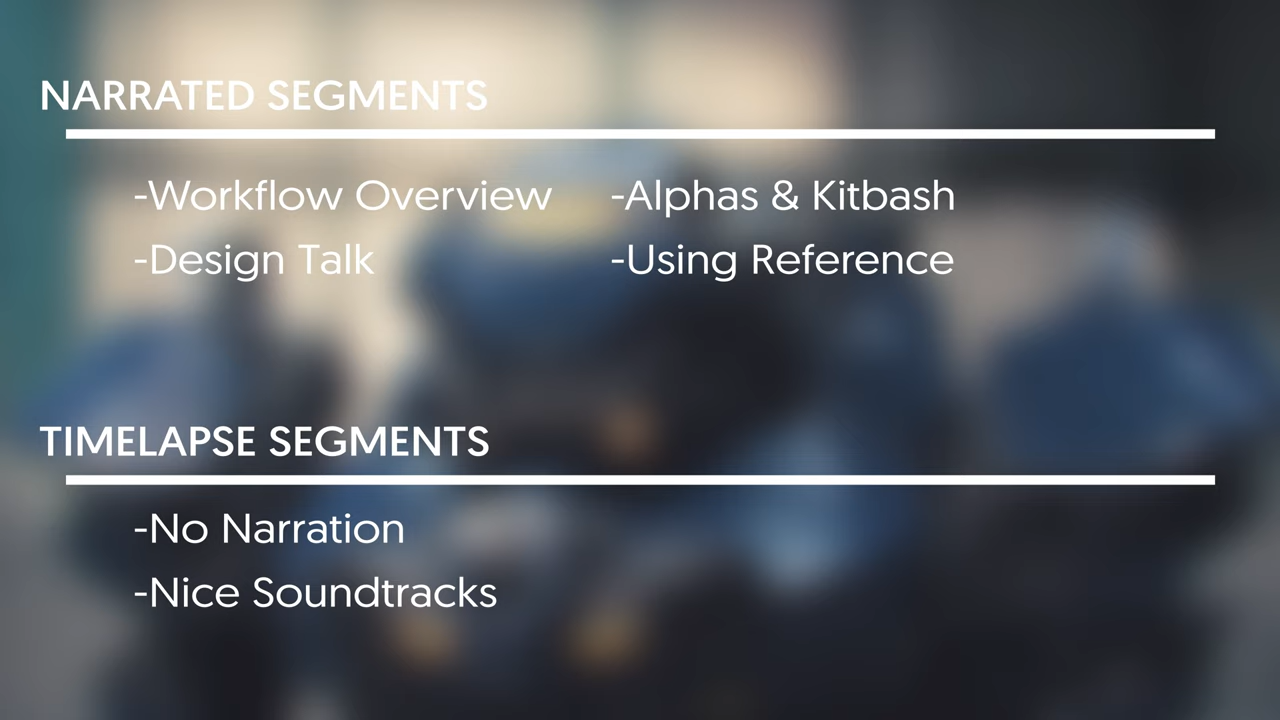 NARRATED SEGMENTS
-Workflow Overview
-Design Talk
-Alphas & Kitbash
-Using Reference
TIMELAPSE SEGMENTS
-No Narration
-Nice Soundtracks